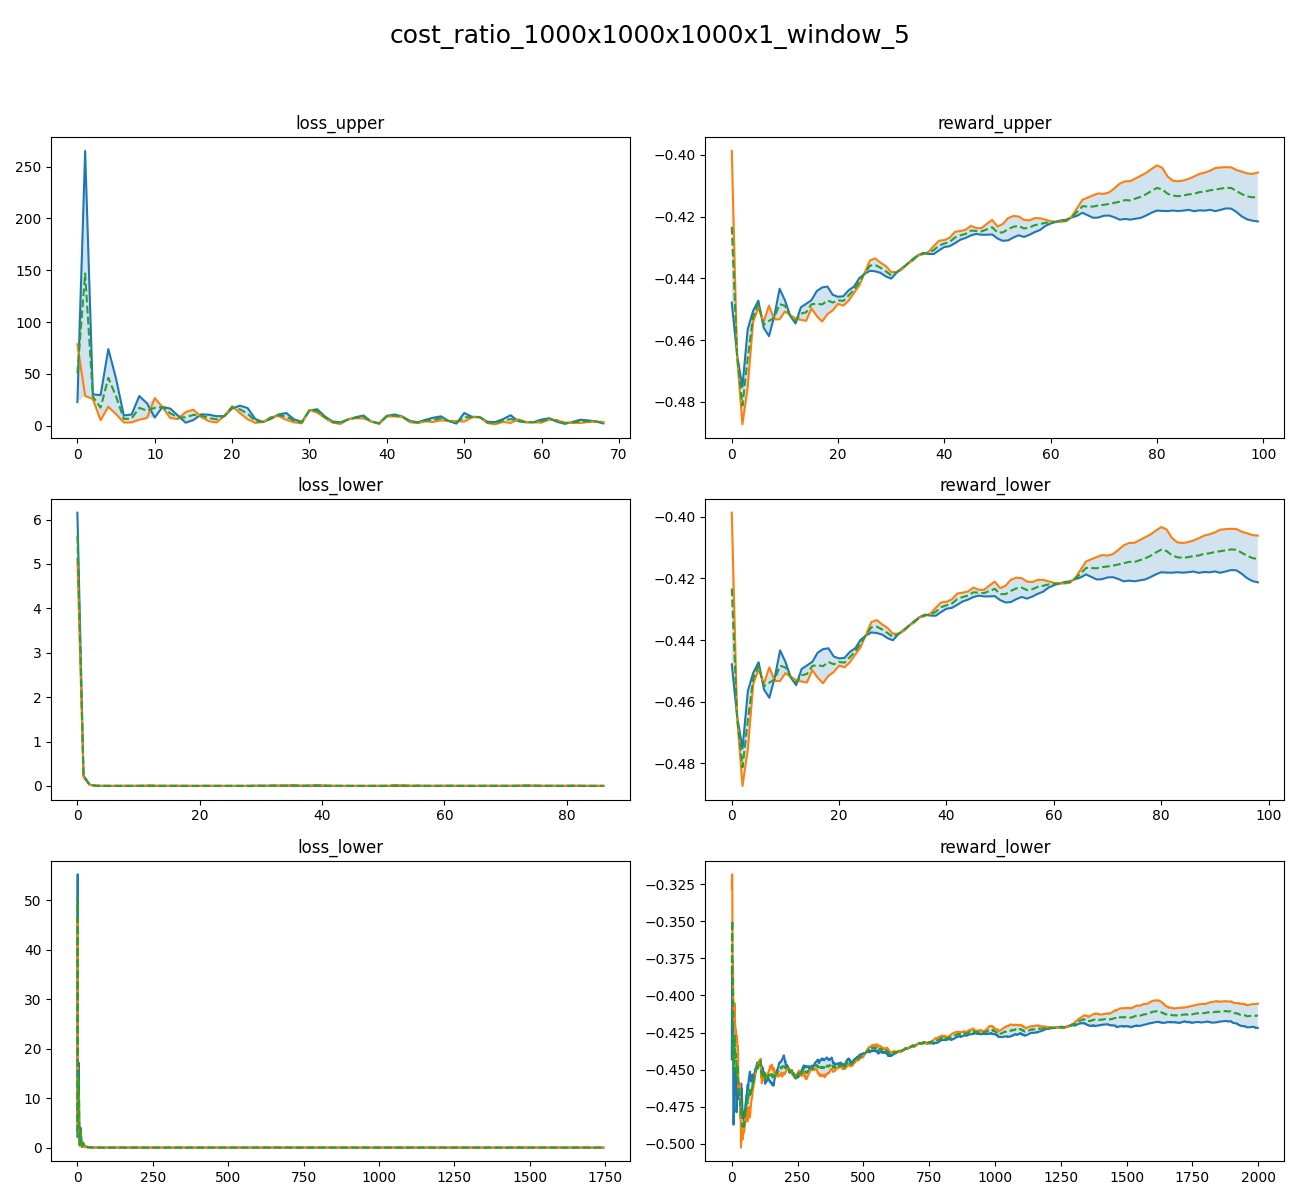 cost_ratio_1000x1000x1000x1_window_5
loss_upper
reward_upper
250
200
150
100
50
0
0 10 20 30 40 50 60 70
−0.40
−0.42
−0.44
−0.46
−0.48
0 20 40 60 80 100
loss_lower
reward_lower
6
5
4
3
2
1
0
0 20 40 60 80
−0.40
−0.42
−0.44
−0.46
−0.48
0 20 40 60 80 100
loss_lower
reward_lower
50
40
30
20
10
0
0 250 500 750 1000 1250 1500 1750
−0.325
−0.350
−0.375
−0.400
−0.425
−0.450
−0.475
−0.500
0 250 500 750 1000 1250 1500 1750 2000